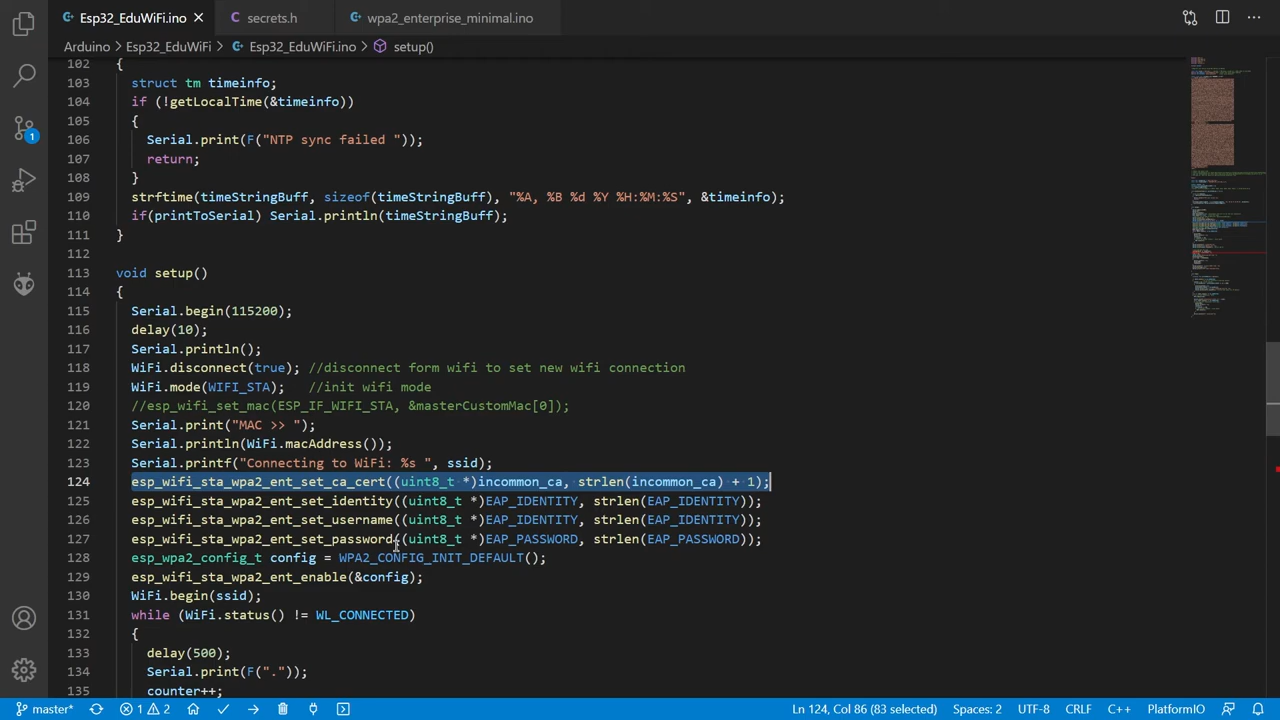 Esp32_EduWiFi.ino
secrets.h
wpa2_enterprise_minimal.ino
Arduino > Esp32_EduWiFi > Esp32_EduWiFi.ino > setup()
102 {
103 struct tm timeinfo;
104 if (!getLocalTime(&timeinfo))
105 {
106 Serial.print(F("NTP sync failed "));
107 return;
108 }
109 strftime(timeStringBuff, sizeof(timeStringBuff), "%A, %B %d %Y %H:%M:%S", &timeinfo);
110 if(printToSerial) Serial.println(timeStringBuff);
111 }
112
113 void setup()
114 {
115 Serial.begin(115200);
116 delay(10);
117 Serial.println();
118 WiFi.disconnect(true); //disconnect form wifi to set new wifi connection
119 WiFi.mode(WIFI_STA); //init wifi mode
120 //esp_wifi_set_mac(ESP_IF_WIFI_STA, &masterCustomMac[0]);
121 Serial.print("MAC >> ");
122 Serial.println(WiFi.macAddress());
123 Serial.printf("Connecting to WiFi: %s ", ssid);
124 esp_wifi_sta_wpa2_ent_set_ca_cert((uint8_t *)incommon_ca, strlen(incommon_ca) + 1);
125 esp_wifi_sta_wpa2_ent_set_identity((uint8_t *)EAP_IDENTITY, strlen(EAP_IDENTITY));
126 esp_wifi_sta_wpa2_ent_set_username((uint8_t *)EAP_IDENTITY, strlen(EAP_IDENTITY));
127 esp_wifi_sta_wpa2_ent_set_password((uint8_t *)EAP_PASSWORD, strlen(EAP_PASSWORD));
128 esp_wpa2_config_t config = WPA2_CONFIG_INIT_DEFAULT();
129 esp_wifi_sta_wpa2_ent_enable(&config);
130 WiFi.begin(ssid);
131 while (WiFi.status() != WL_CONNECTED)
132 {
133 delay(500);
134 Serial.print(F("."));
135 counter++;
1
master* 1 2 Ln 124, Col 86 (83 selected) Spaces: 2 UTF-8 CRLF C++ PlatformIO